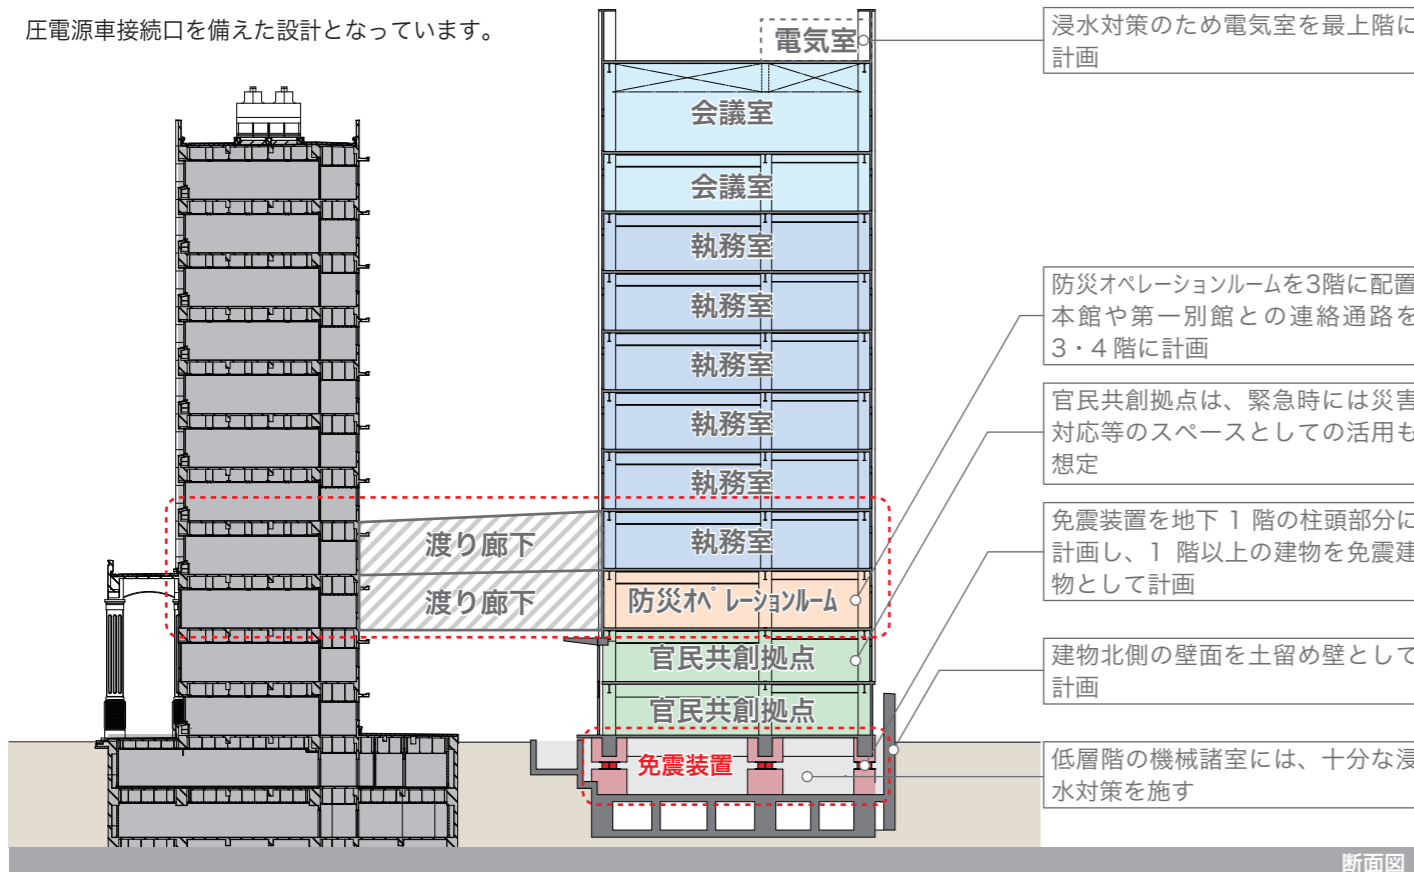 圧電源車接続口を備えた設計となっています。
電気室
会議室
会議室
執務室
執務室
執務室
執務室
執務室
執務室
防災オペレーションルーム
官民共創拠点
官民共創拠点
免震装置
渡り廊下
渡り廊下
浸水対策のため電気室を最上階に
計画
防災オペレーションルームを3階に配置
本館や第一別館との連絡通路を
3・4 階に計画
官民共創拠点は、緊急時には災害
対応等のスペースとしての活用も
想定
免震装置を地下 1 階の柱頭部分に
計画し、1 階以上の建物を免震建
物として計画
建物北側の壁面を土留め壁として
計画
低層階の機械諸室には、十分な浸
水対策を施す
断面図